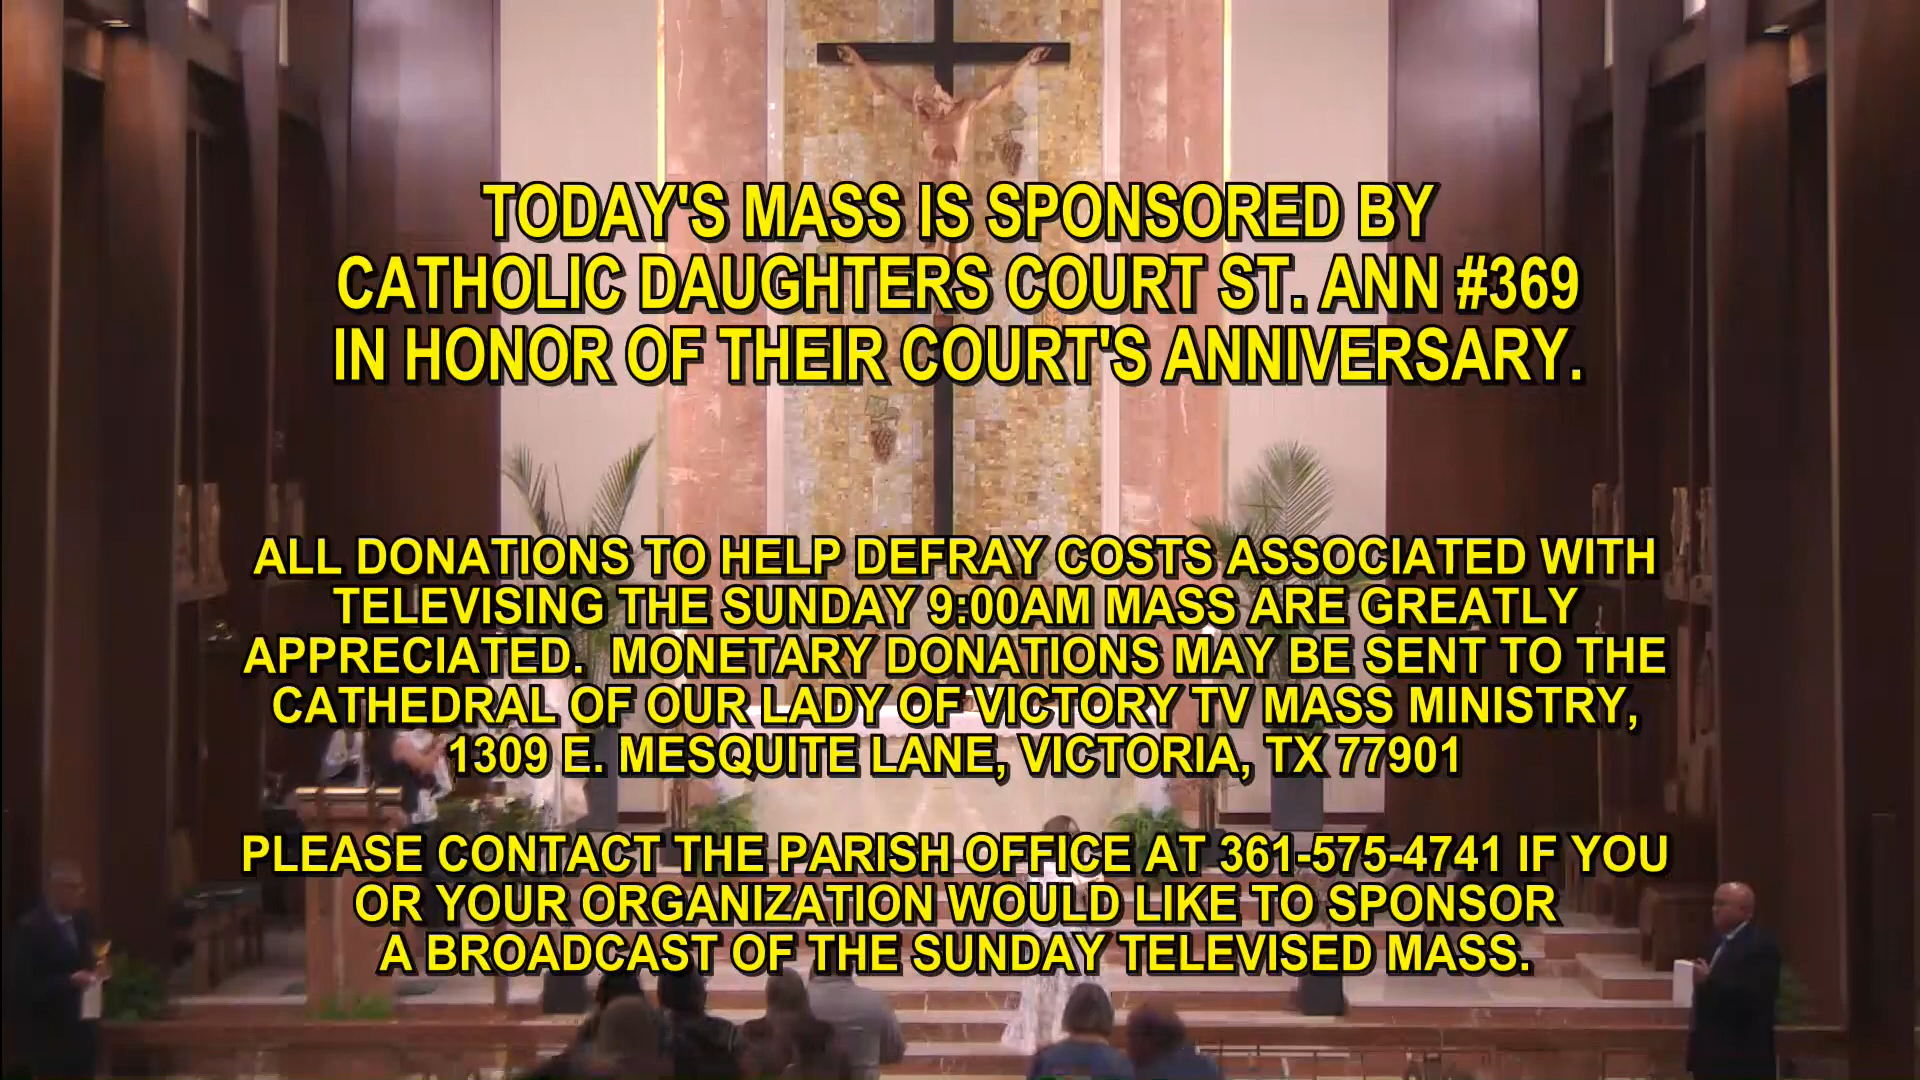 TODAY'S MASS IS SPONSORED BY
CATHOLIC DAUGHTERS COURT ST. ANN #369
IN HONOR OF THEIR COURT'S ANNIVERSARY.
ALL DONATIONS TO HELP DEFRAY COSTS ASSOCIATED WITH
TELEVISING THE SUNDAY 9:00AM MASS ARE GREATLY
APPRECIATED.  MONETARY DONATIONS MAY BE SENT TO THE
CATHEDRAL OF OUR LADY OF VICTORY TV MASS MINISTRY,
1309 E. MESQUITE LANE, VICTORIA, TX 77901
PLEASE CONTACT THE PARISH OFFICE AT 361-575-4741 IF YOU
OR YOUR ORGANIZATION WOULD LIKE TO SPONSOR
A BROADCAST OF THE SUNDAY TELEVISED MASS.